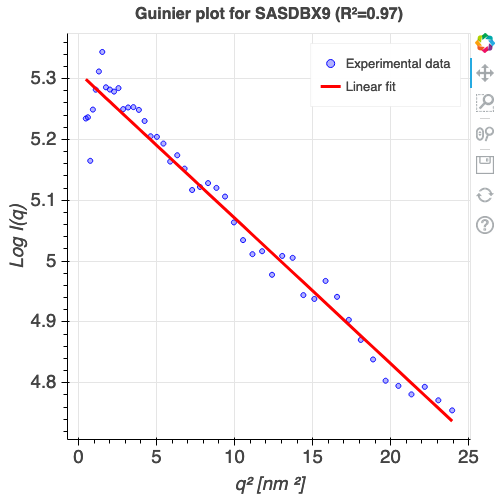 Guinier plot for SASDBX9 (R²=0.97)
Experimental data
Linear fit
5.3
5.2
5.1
5
4.9
4.8
Log I(q)
0
5
10
15
20
25
q² [nm ²]